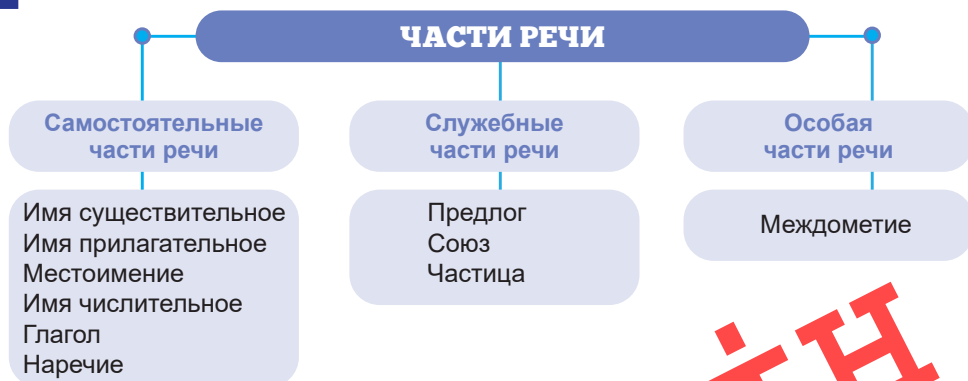 ЧАСТИ РЕЧИ
Самостоятельные
части речи
Имя существительное
Имя прилагательное
Местоимение
Имя числительное
Глагол
Наречие
Служебные
части речи
Предлог
Союз
Частица
Особая
части речи
Междометие